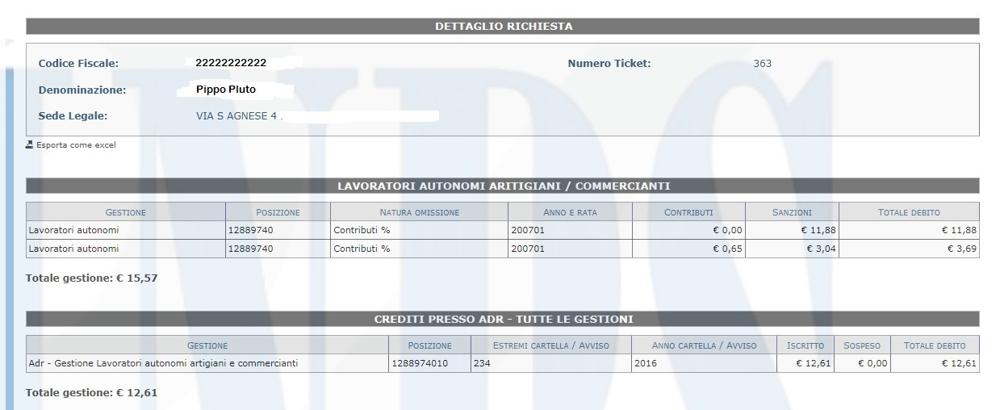 DETTAGLIO RICHIESTA
Codice Fiscale: 22222222222 Numero Ticket: 363
Denominazione: Pippo Pluto
Sede Legale: VIA S AGNESE 4 .
Esporta come excel
LAVORATORI AUTONOMI ARITIGIANI / COMMERCIANTI
GESTIONE POSIZIONE NATURA OMISSIONE ANNO E RATA CONTRIBUTI SANZIONI TOTALE DEBITO
Lavoratori autonomi 12889740 Contributi % 200701 € 0,00 € 11,88 € 11,88
Lavoratori autonomi 12889740 Contributi % 200701 € 0,65 € 3,04 € 3,69
Totale gestione: € 15,57
CREDITI PRESSO ADR - TUTTE LE GESTIONI
GESTIONE POSIZIONE ESTREMI CARTELLA / AVVISO ANNO CARTELLA / AVVISO ISCRITTO SOSPESO TOTALE DEBITO
Adr - Gestione Lavoratori autonomi artigiani e commercianti 1288974010 234 2016 € 12,61 € 0,00 € 12,61
Totale gestione: € 12,61